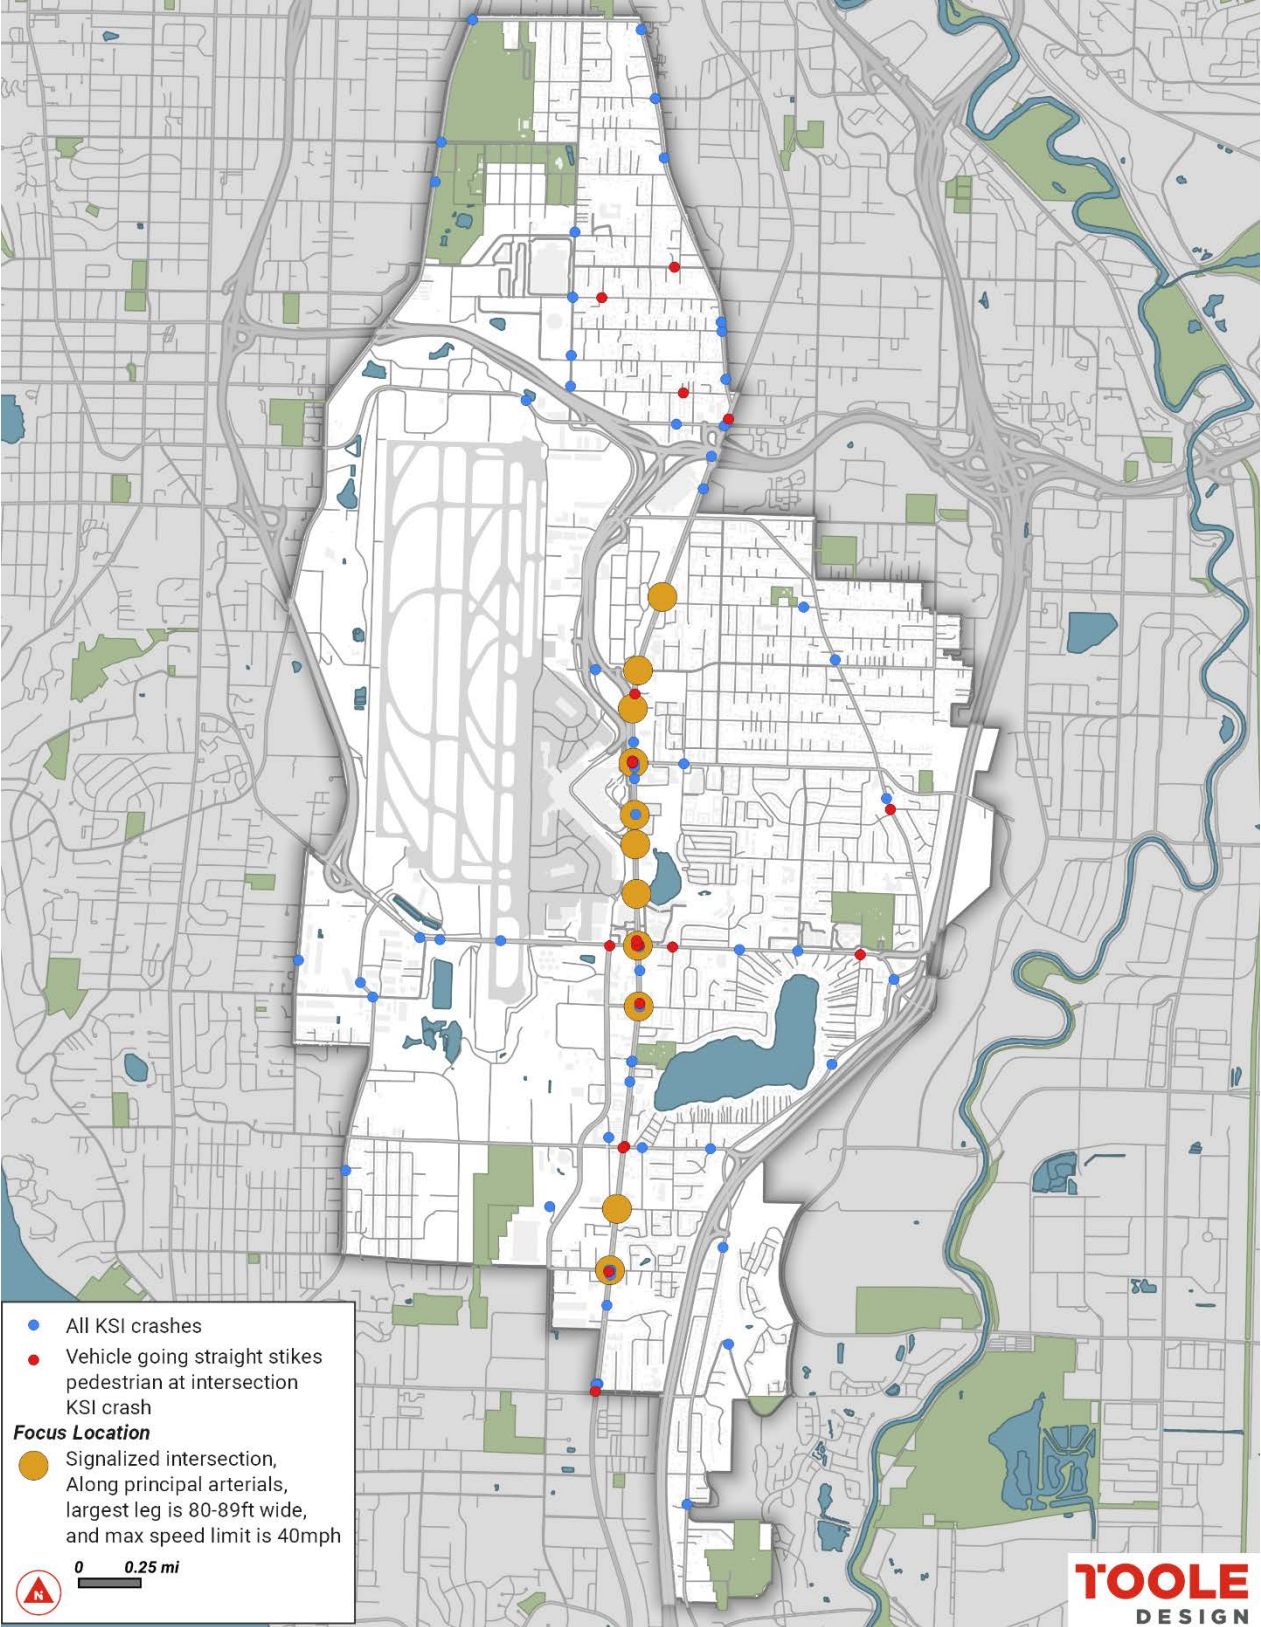 All KSI crashes
Vehicle going straight stikes
pedestrian at intersection
KSI crash
Focus Location
Signalized intersection,
Along principal arterials,
largest leg is 80-89ft wide,
and max speed limit is 40mph
0 0.25 mi
N
TOOLE
DESIGN